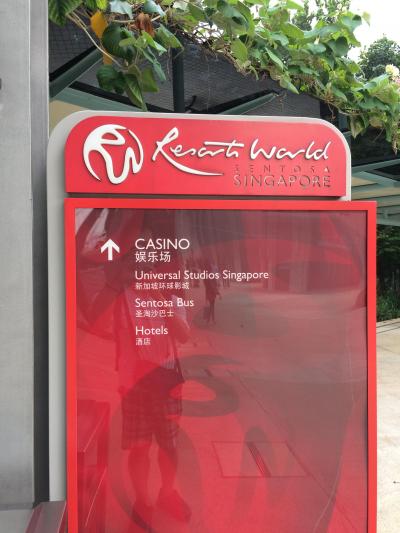 RW
Resorts World
SENTOSA
SINGAPORE
CASINO
娱乐场
Universal Studios Singapore
新加坡环球影城
Sentosa Bus
圣淘沙巴士
Hotels
酒店